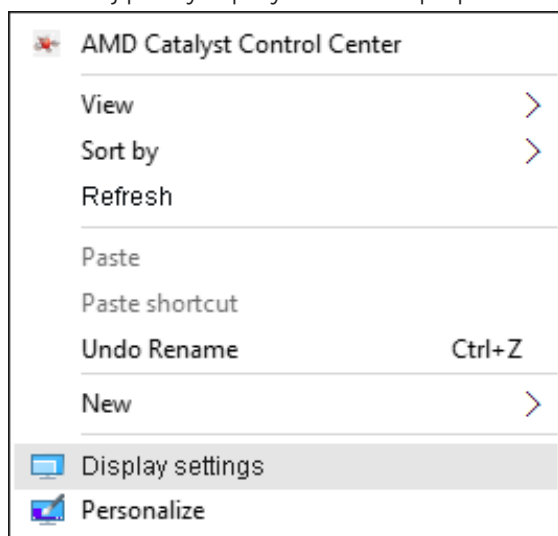 AMD Catalyst Control Center
View
Sort by
Refresh
Paste
Paste shortcut
Undo Rename Ctrl+Z
New
Display settings
Personalize